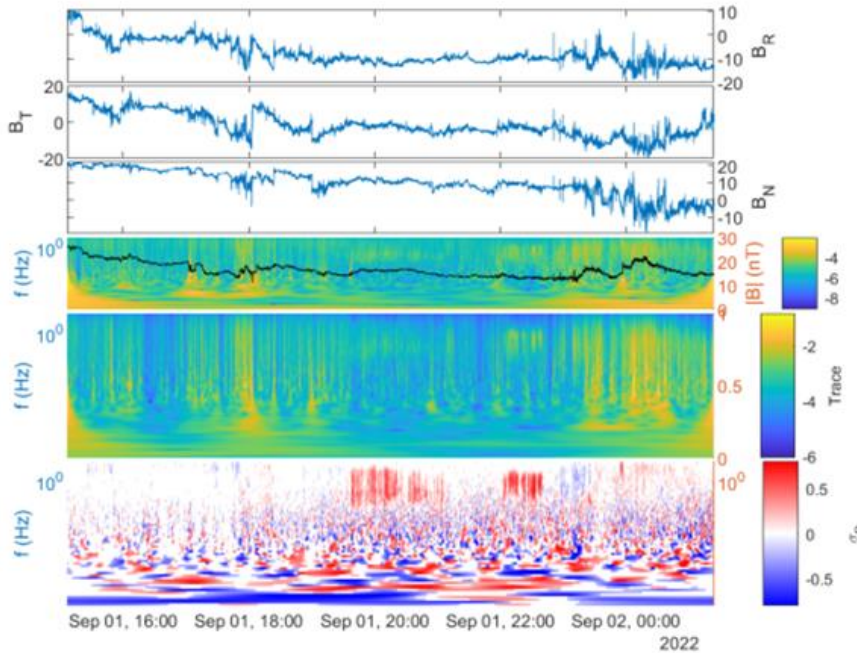 10
0
-10
-20
B_R
20
0
-20
B_T
20
10
0
-10
B_N
10^0
f (Hz)
30
20
10
0
|B| (nT)
-4
-6
-8
10^0
f (Hz)
1
0.5
0
-2
-4
-6
Trace
10^0
f (Hz)
10^0
0.5
0
-0.5
Sep 01, 16:00
Sep 01, 18:00
Sep 01, 20:00
Sep 01, 22:00
Sep 02, 00:00
2022